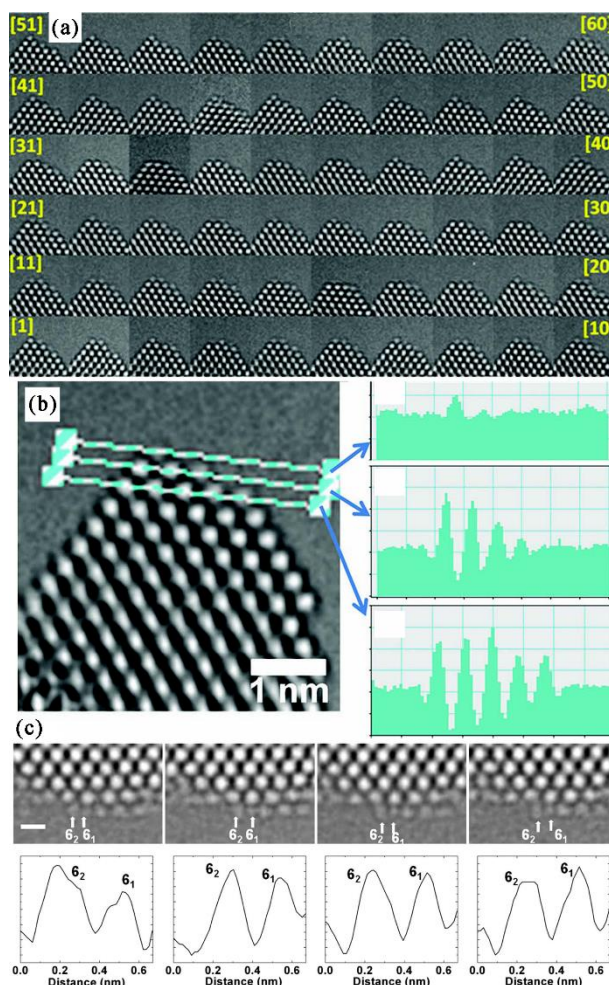 (a)
[51] [60]
[41] [50]
[31] [40]
[21] [30]
[11] [20]
[1] [10]
(b)
1 nm
(c)
6₂ 6₁ 6₂ 6₁ 6₂ 6₁ 6₂ 6₁
6₂ 6₁ 6₂ 6₁ 6₂ 6₁ 6₂ 6₁
0.0 0.2 0.4 0.6 0.0 0.2 0.4 0.6 0.0 0.2 0.4 0.6 0.0 0.2 0.4 0.6
Distance (nm) Distance (nm) Distance (nm) Distance (nm)